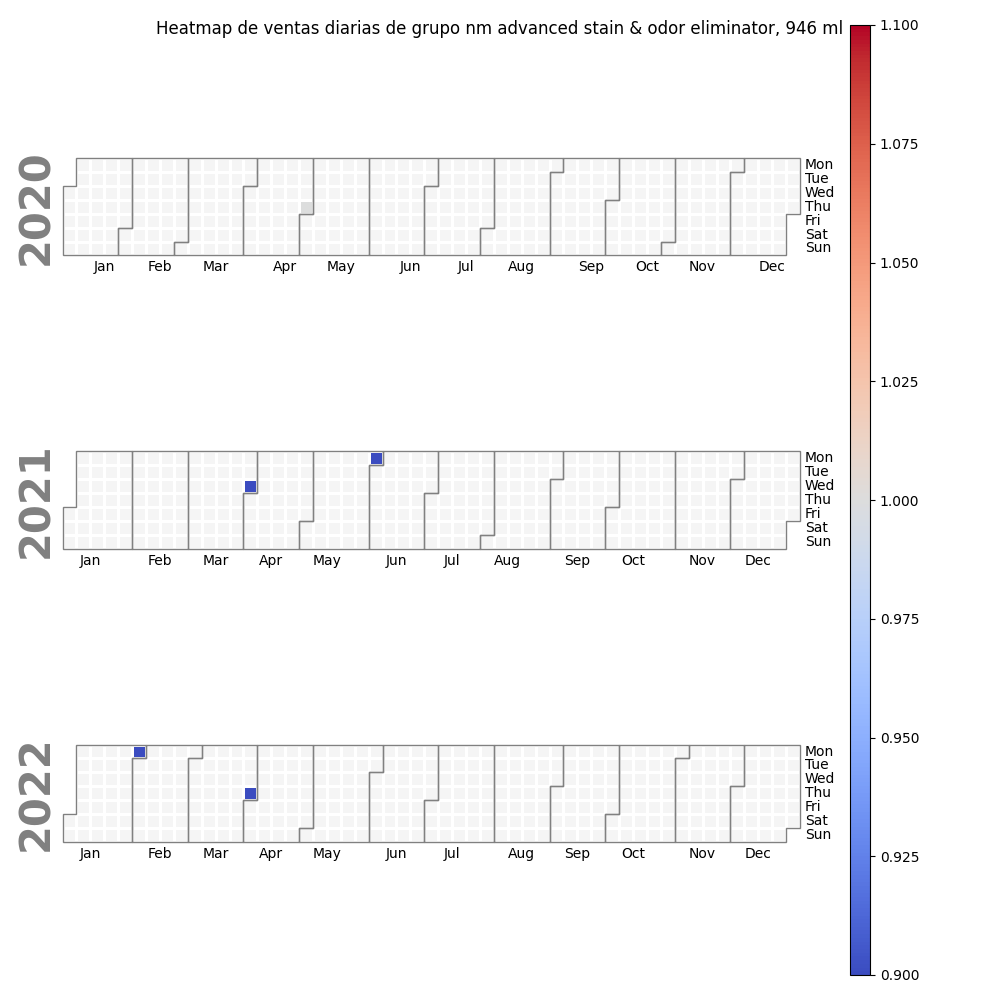 Heatmap de ventas diarias de grupo nm advanced stain & odor eliminator, 946 ml
2020
Mon
Tue
Wed
Thu
Fri
Sat
Sun
Jan Feb Mar Apr May Jun Jul Aug Sep Oct Nov Dec
2021
Mon
Tue
Wed
Thu
Fri
Sat
Sun
Jan Feb Mar Apr May Jun Jul Aug Sep Oct Nov Dec
2022
Mon
Tue
Wed
Thu
Fri
Sat
Sun
Jan Feb Mar Apr May Jun Jul Aug Sep Oct Nov Dec
1.100
1.075
1.050
1.025
1.000
0.975
0.950
0.925
0.900